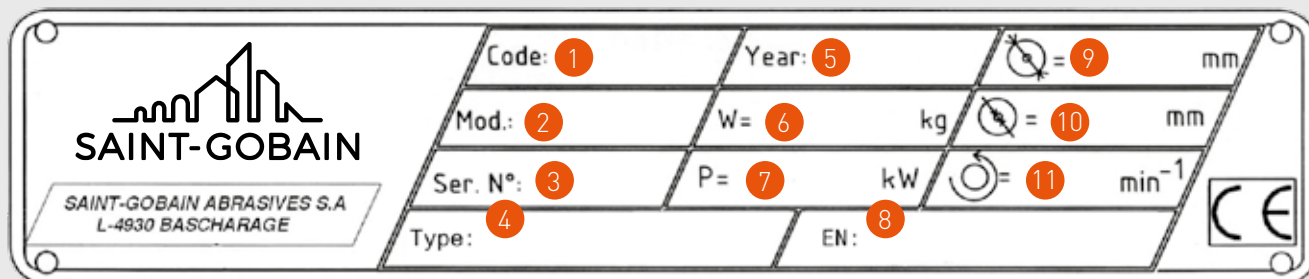 SAINT-GOBAIN
SAINT-GOBAIN ABRASIVES S.A
L-4930 BASCHARAGE
Code: 1 Year: 5 = 9 mm
Mod.: 2 W= 6 kg = 10 mm
Ser. N°: 3 P= 7 kW = 11 min⁻¹
Type: 4 EN: 8
CE